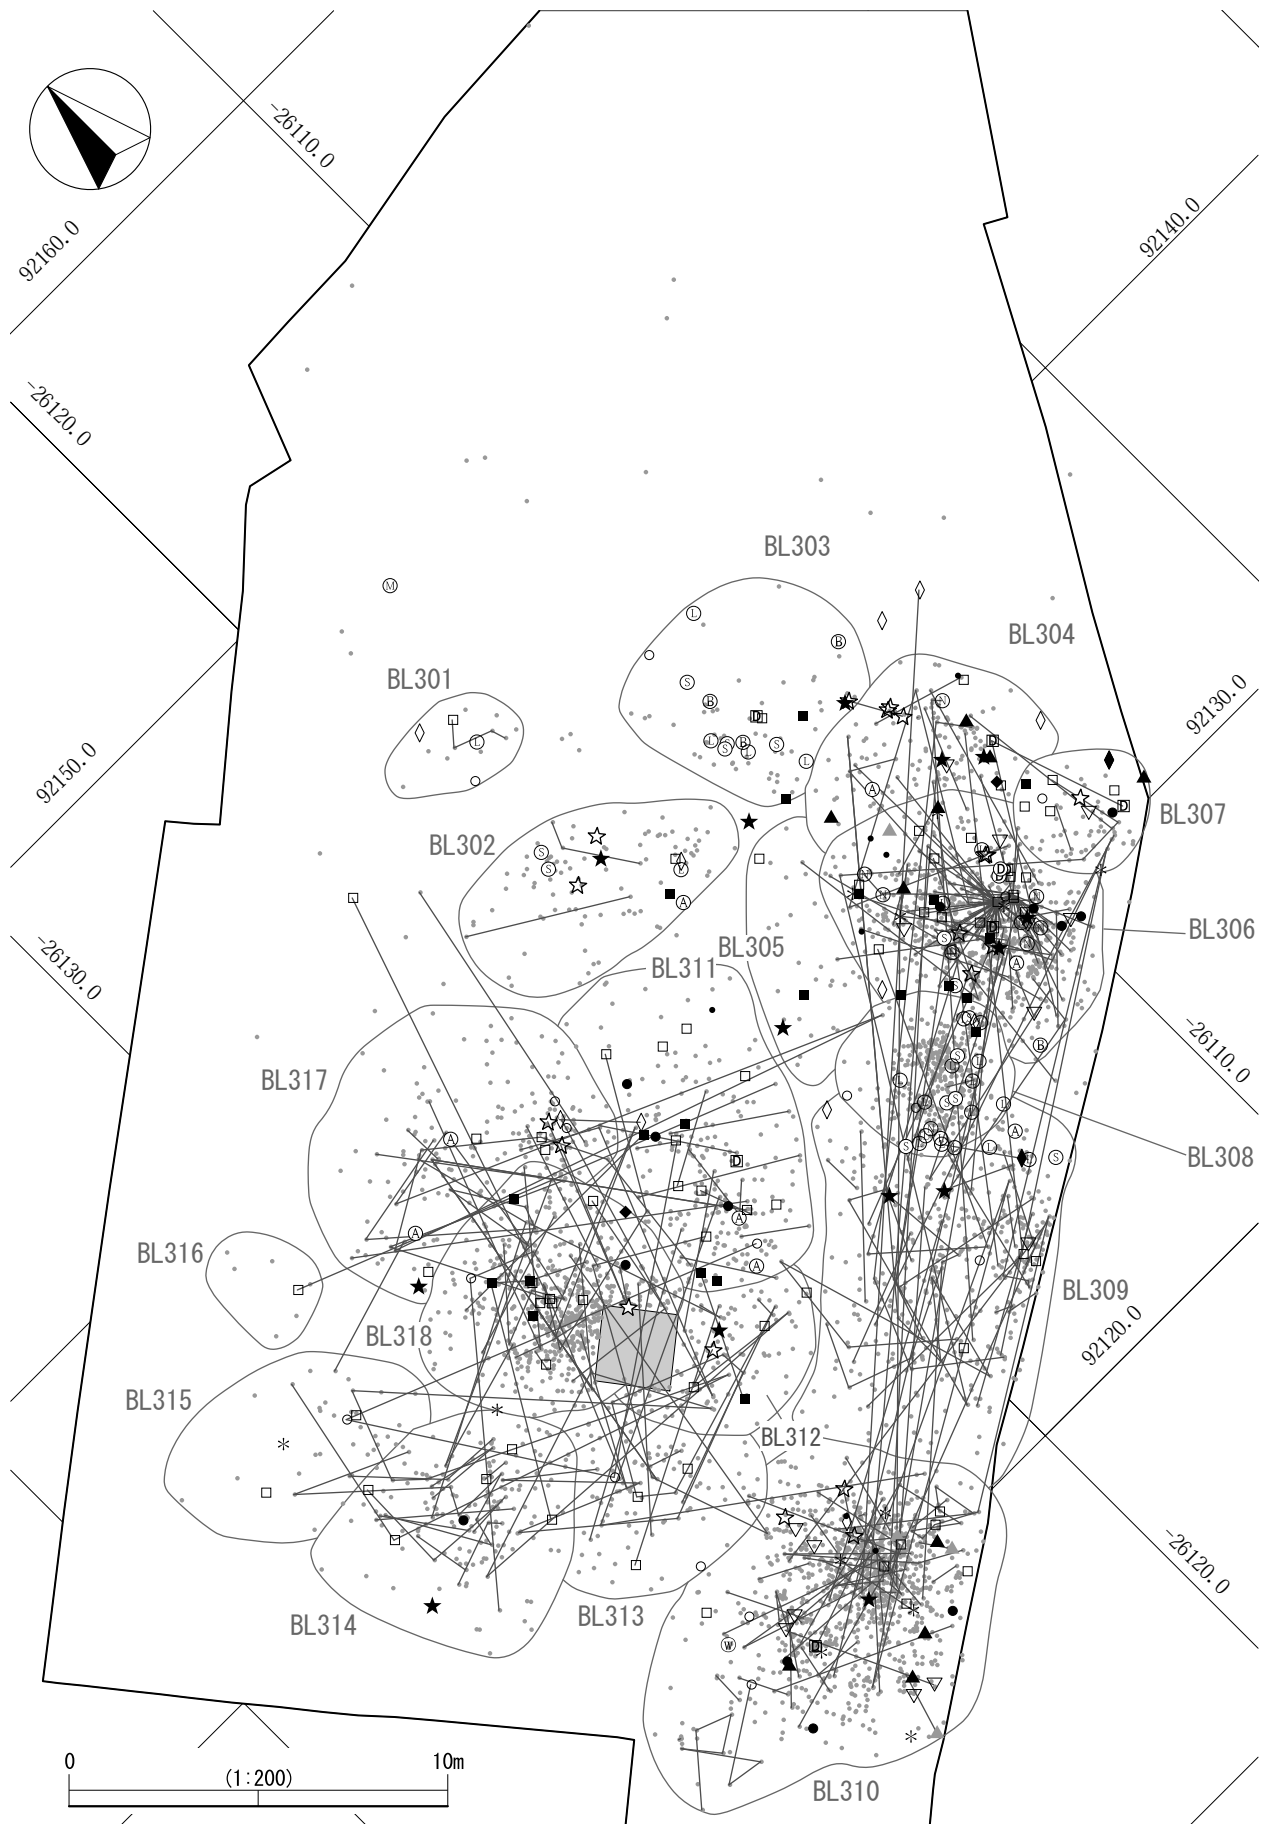 -26110.0
92160.0
92140.0
-26120.0
BL303
BL304
BL301
92130.0
92150.0
BL307
BL302
BL306
BL305
BL311
-26130.0
-26110.0
BL317
BL308
BL316
BL309
BL318
92120.0
BL315
BL312
-26120.0
BL314
BL313
0
10m
(1:200)
BL310
M
L
L
B
S
B
D
L
S
B
L
S
L
N
D
A
S
S
L
A
D
A
S
B
A
S
A
A
D
A
A
W
D